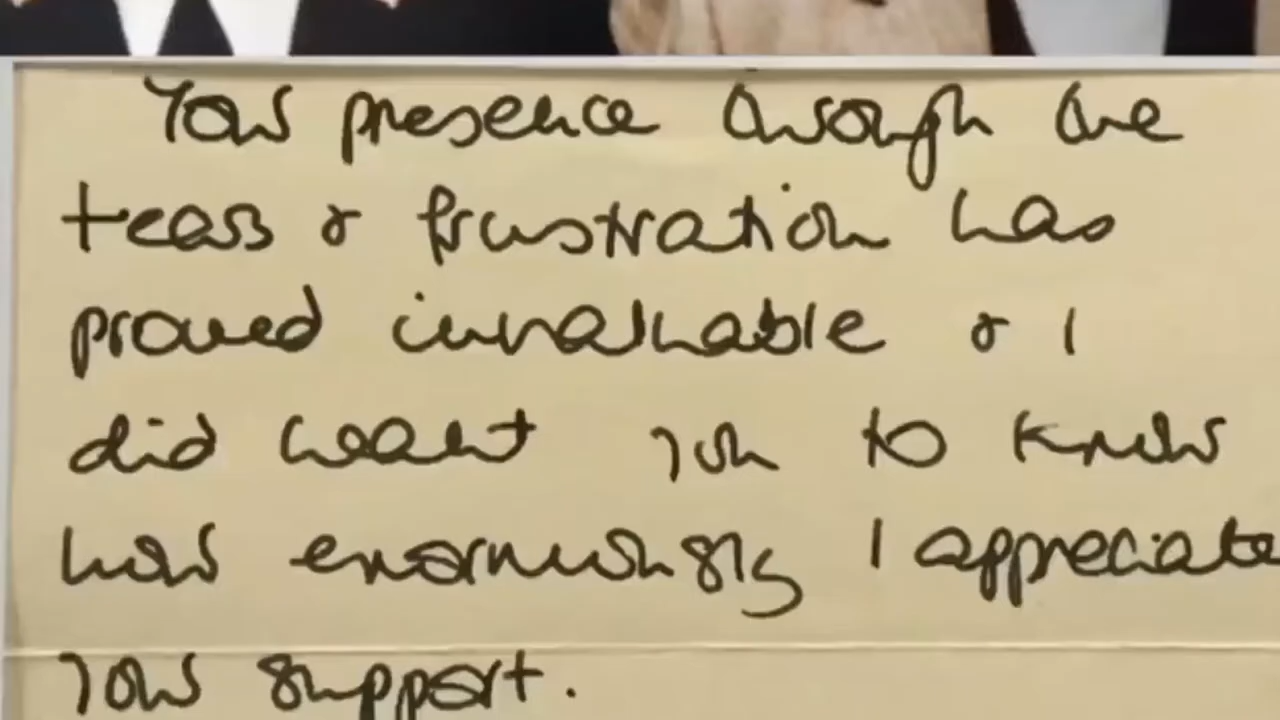 Your presence through the
tears & frustration has
proved invaluable & I
did want you to know
how enormously I appreciate
your support.